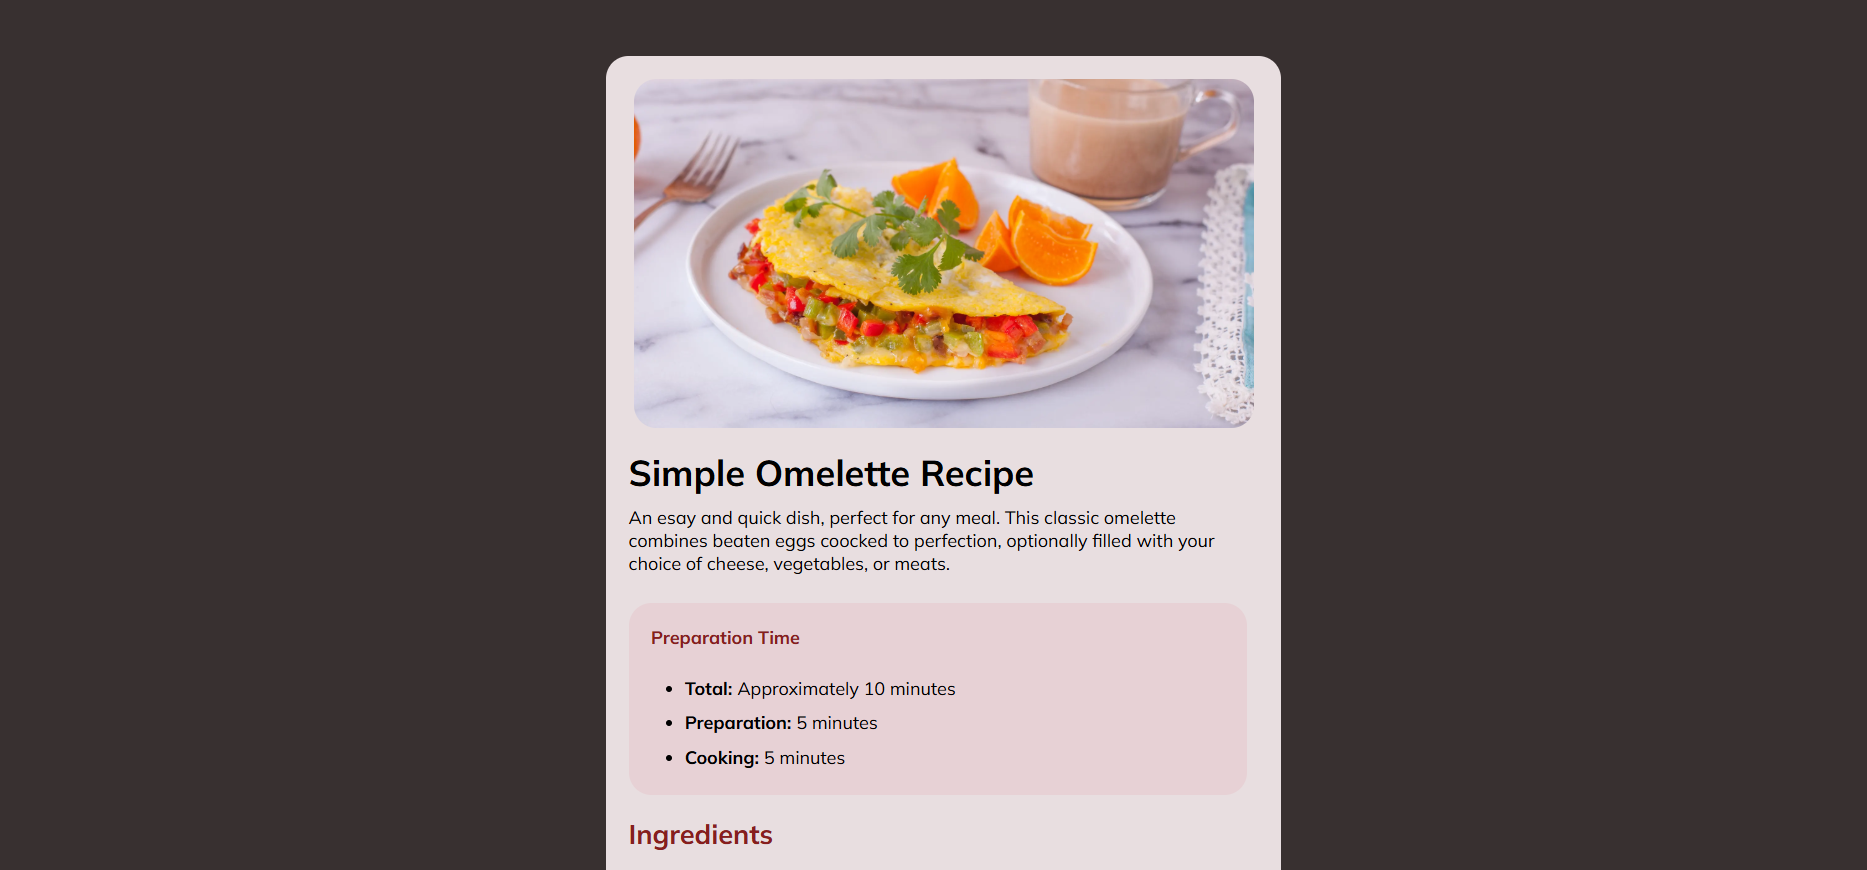 Simple Omelette Recipe
An esay and quick dish, perfect for any meal. This classic omelette
combines beaten eggs coocked to perfection, optionally filled with your
choice of cheese, vegetables, or meats.
Preparation Time
• Total: Approximately 10 minutes
• Preparation: 5 minutes
• Cooking: 5 minutes
Ingredients